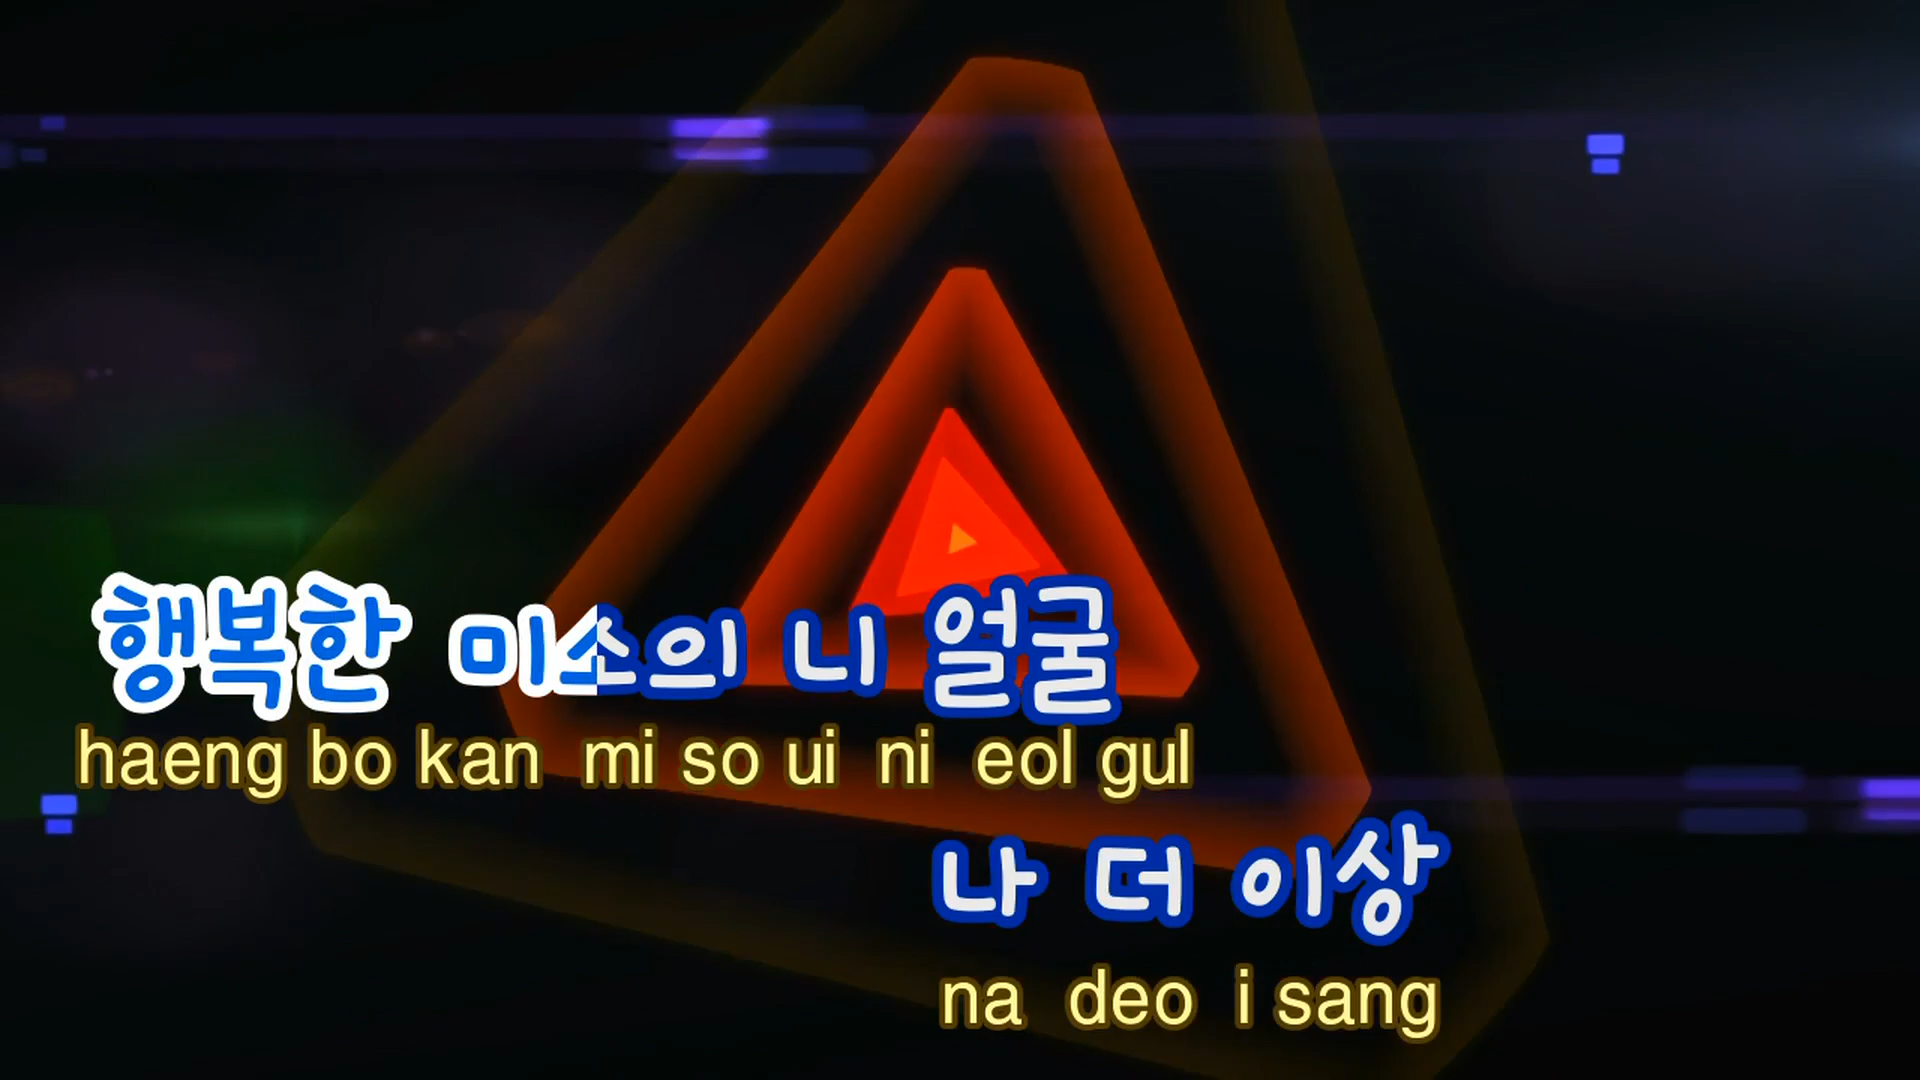 행복한 미소의 니 얼굴
haeng bo kan mi so ui ni eol gul
나 더 이상
na deo i sang